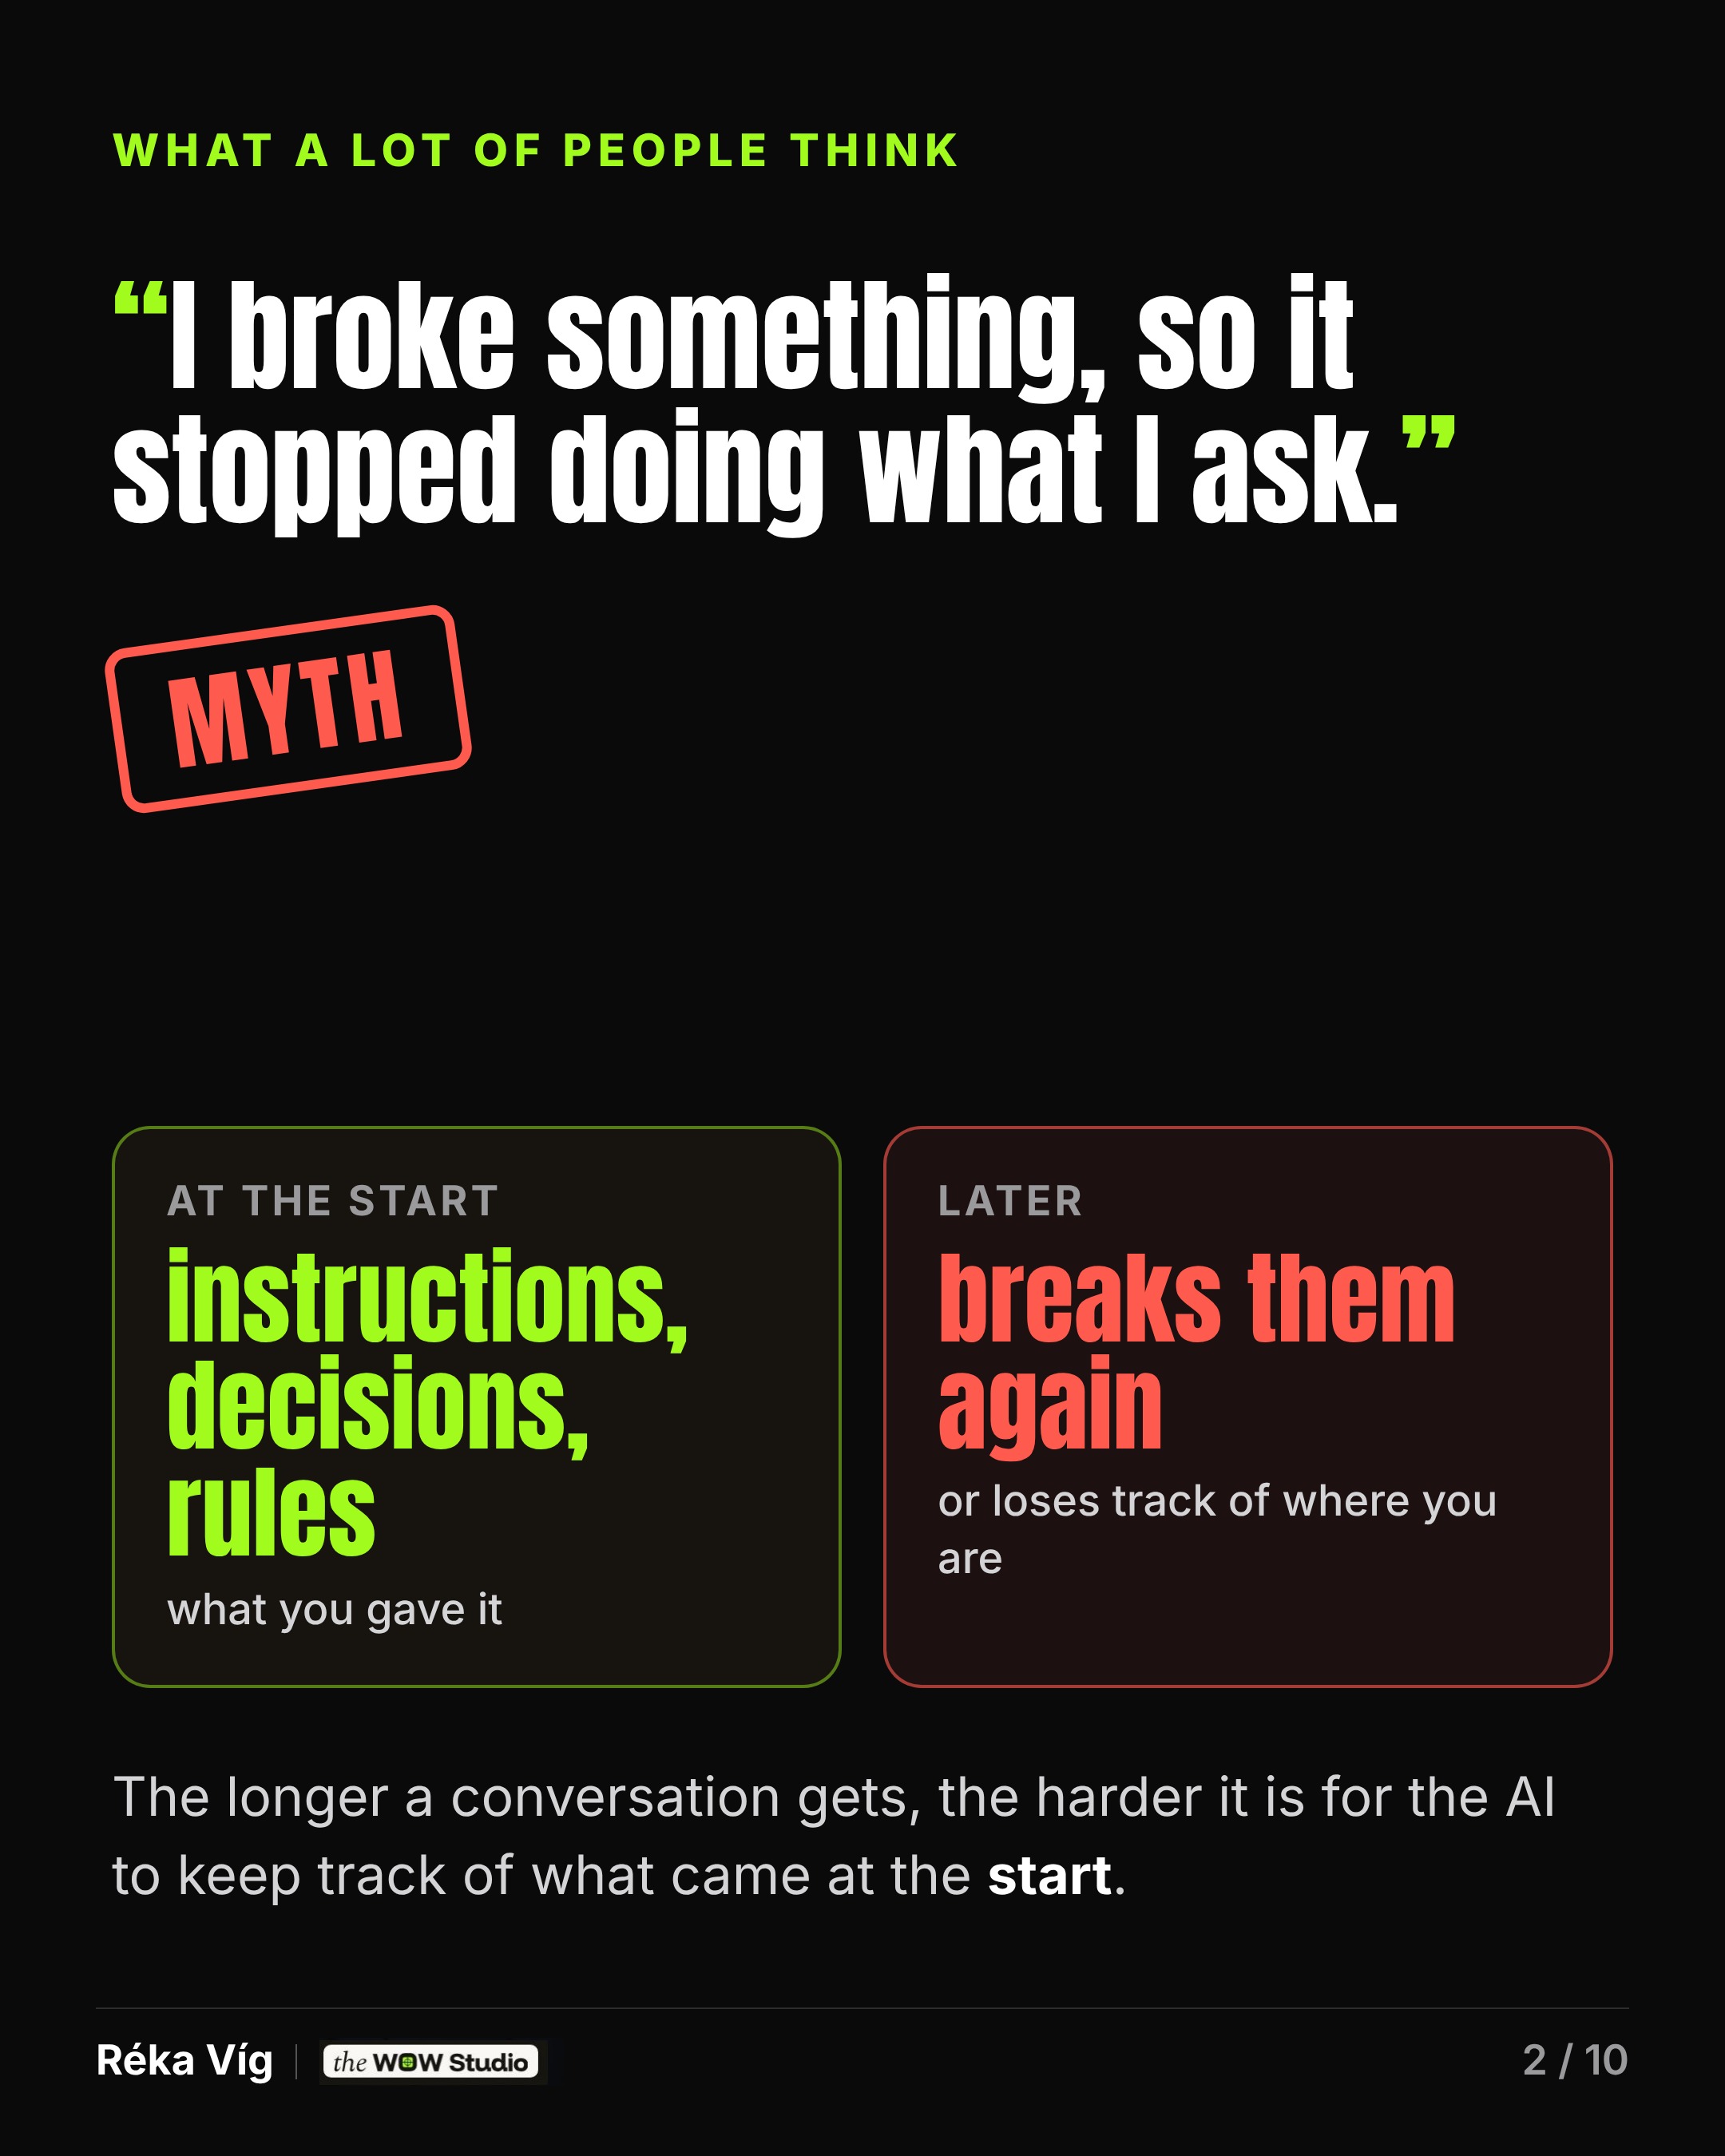 WHAT A LOT OF PEOPLE THINK
“I broke something, so it
stopped doing what I ask.”
MYTH
AT THE START
instructions,
decisions,
rules
what you gave it
LATER
breaks them
again
or loses track of where you
are
The longer a conversation gets, the harder it is for the AI
to keep track of what came at the start.
Réka Víg
the WOW Studio
2 / 10